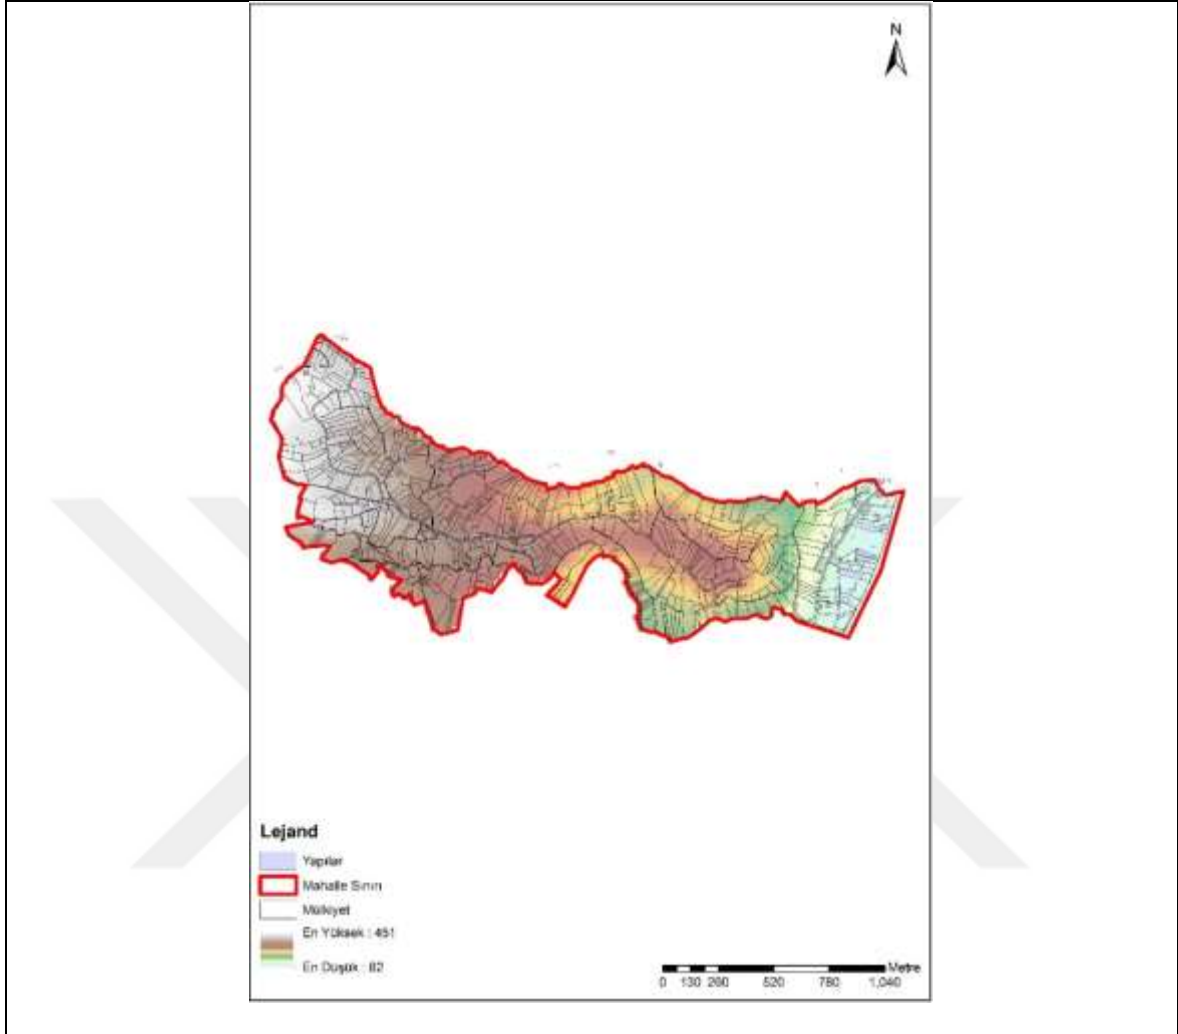 N
Lejand
Yapılar
Mahalle Sınırı
Mülkiyet
En Yüksek : 451
En Düşük : 82
Metre
0 130 260 520 780 1,040